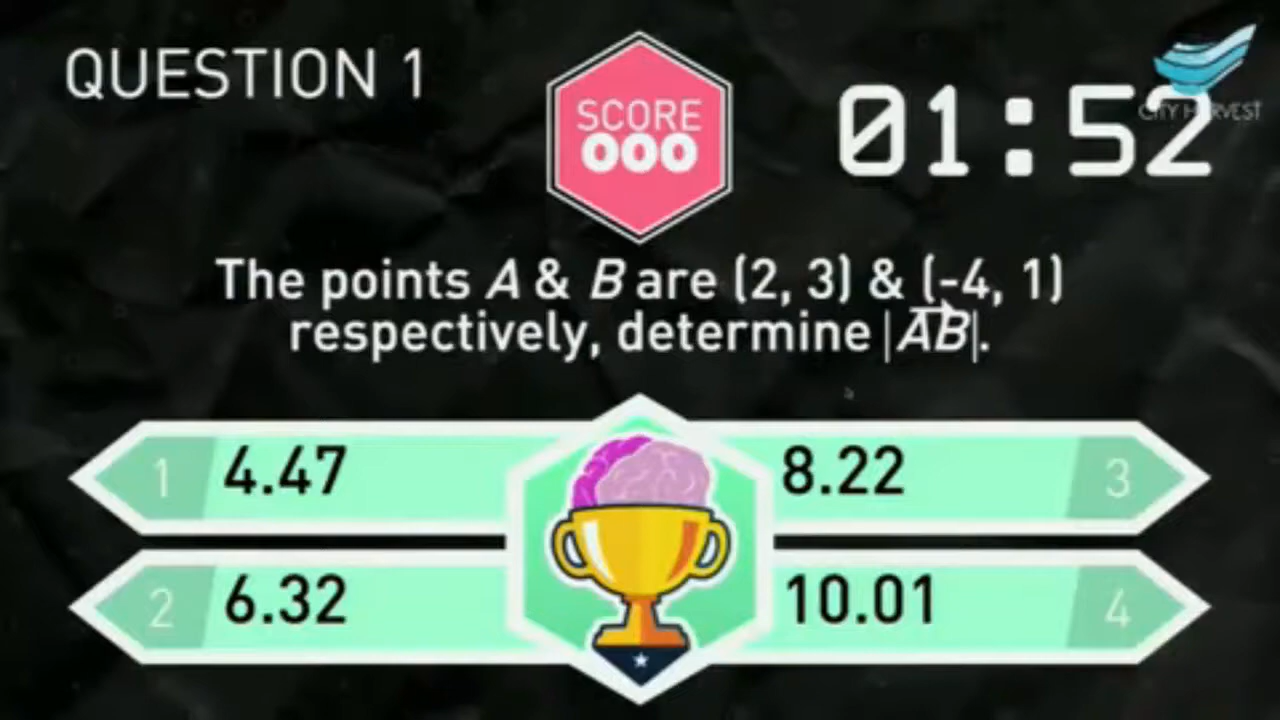 QUESTION 1
SCORE
000
01:52
CITY HARVEST
The points A & B are (2, 3) & (-4, 1)
respectively, determine |AB|.
1 4.47
8.22 3
2 6.32
10.01 4